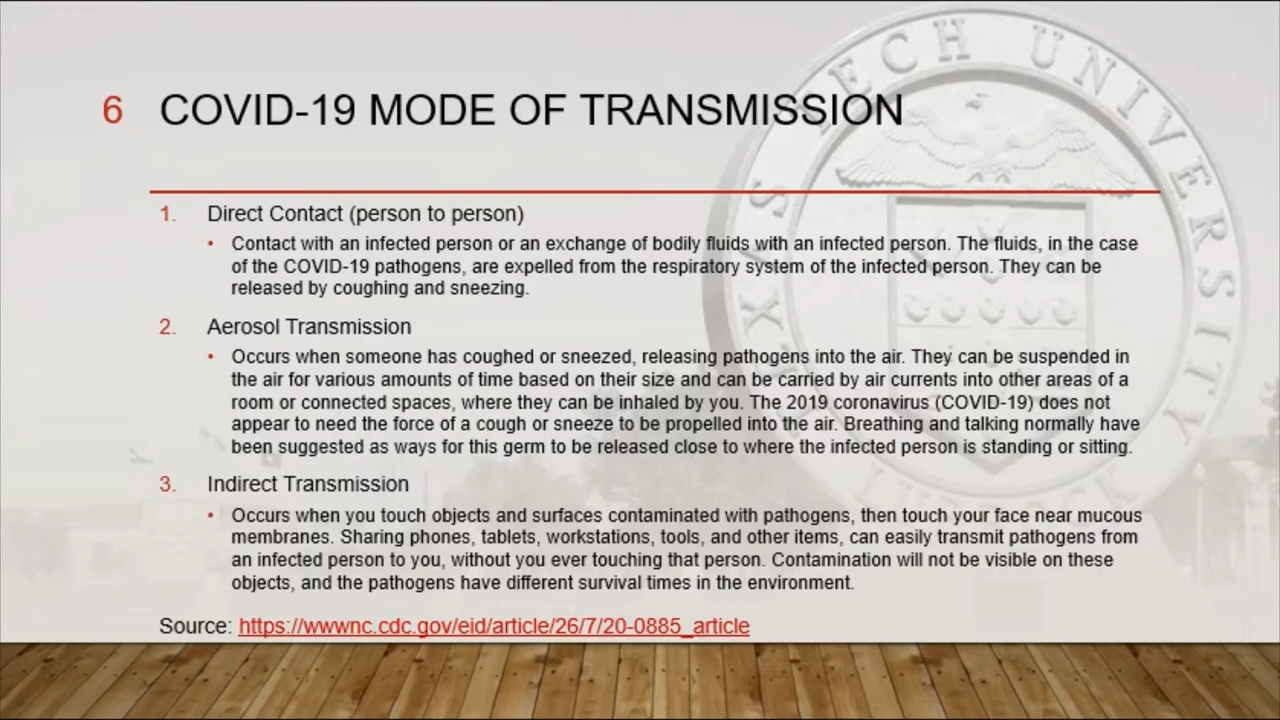 6 COVID-19 MODE OF TRANSMISSION
1. Direct Contact (person to person)
• Contact with an infected person or an exchange of bodily fluids with an infected person. The fluids, in the case
of the COVID-19 pathogens, are expelled from the respiratory system of the infected person. They can be
released by coughing and sneezing.
2. Aerosol Transmission
• Occurs when someone has coughed or sneezed, releasing pathogens into the air. They can be suspended in
the air for various amounts of time based on their size and can be carried by air currents into other areas of a
room or connected spaces, where they can be inhaled by you. The 2019 coronavirus (COVID-19) does not
appear to need the force of a cough or sneeze to be propelled into the air. Breathing and talking normally have
been suggested as ways for this germ to be released close to where the infected person is standing or sitting.
3. Indirect Transmission
• Occurs when you touch objects and surfaces contaminated with pathogens, then touch your face near mucous
membranes. Sharing phones, tablets, workstations, tools, and other items, can easily transmit pathogens from
an infected person to you, without you ever touching that person. Contamination will not be visible on these
objects, and the pathogens have different survival times in the environment.
Source: https://wwwnc.cdc.gov/eid/article/26/7/20-0885_article
TEXAS TECH UNIVERSITY